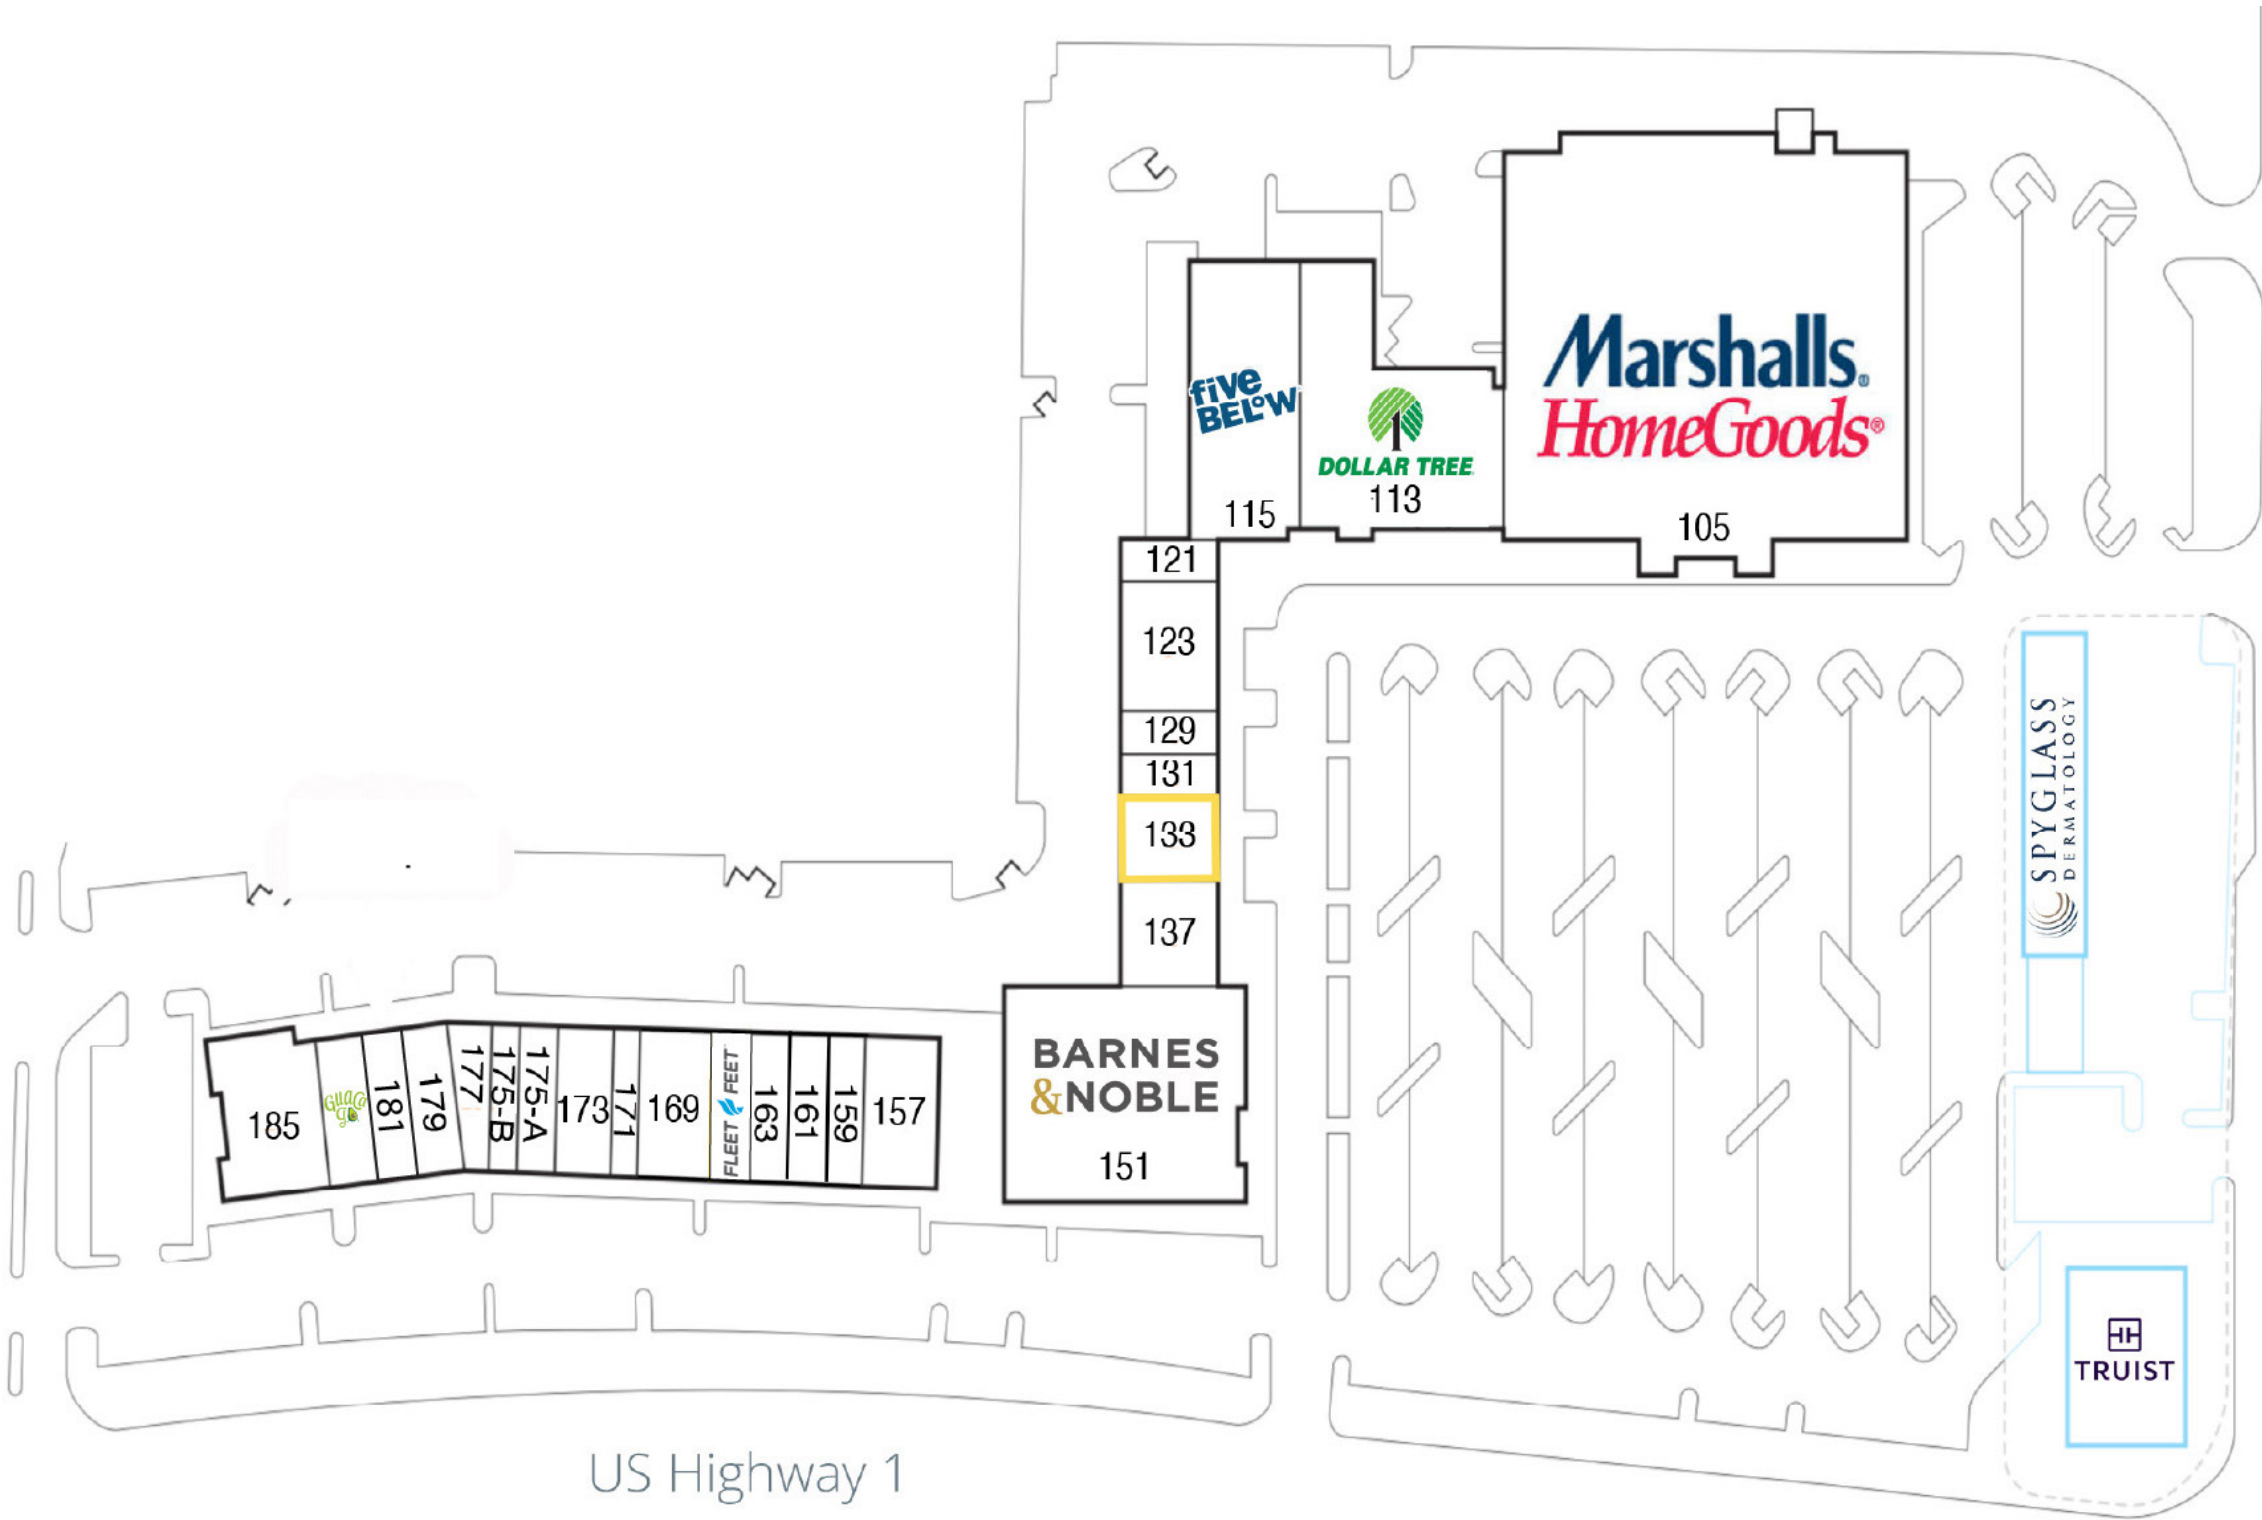 Marshalls®
HomeGoods®
105
five
BELOW
115
DOLLAR TREE
113
121
123
129
131
133
137
BARNES
&NOBLE
151
SPYGLASS
DERMATOLOGY
TRUIST
185
GUACA
GO
181
179
177
175-B
175-A
173
171
169
FLEET FEET
163
161
159
157
US Highway 1